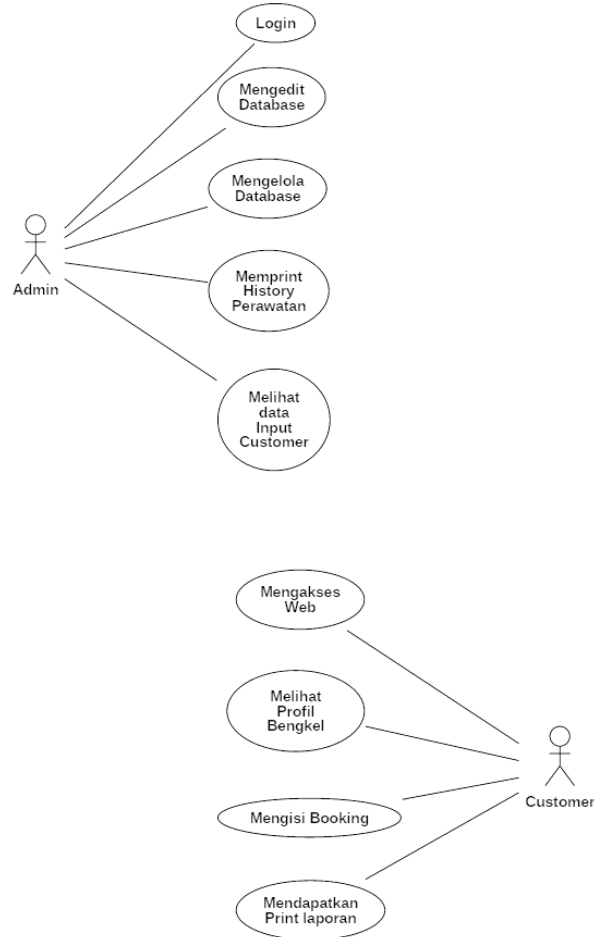 Login
Mengedit
Database
Mengelola
Database
Admin
Memprint
History
Perawatan
Melihat
data
Input
Customer
Mengakses
Web
Melihat
Profil
Bengkel
Customer
Mengisi Booking
Mendapatkan
Print laporan